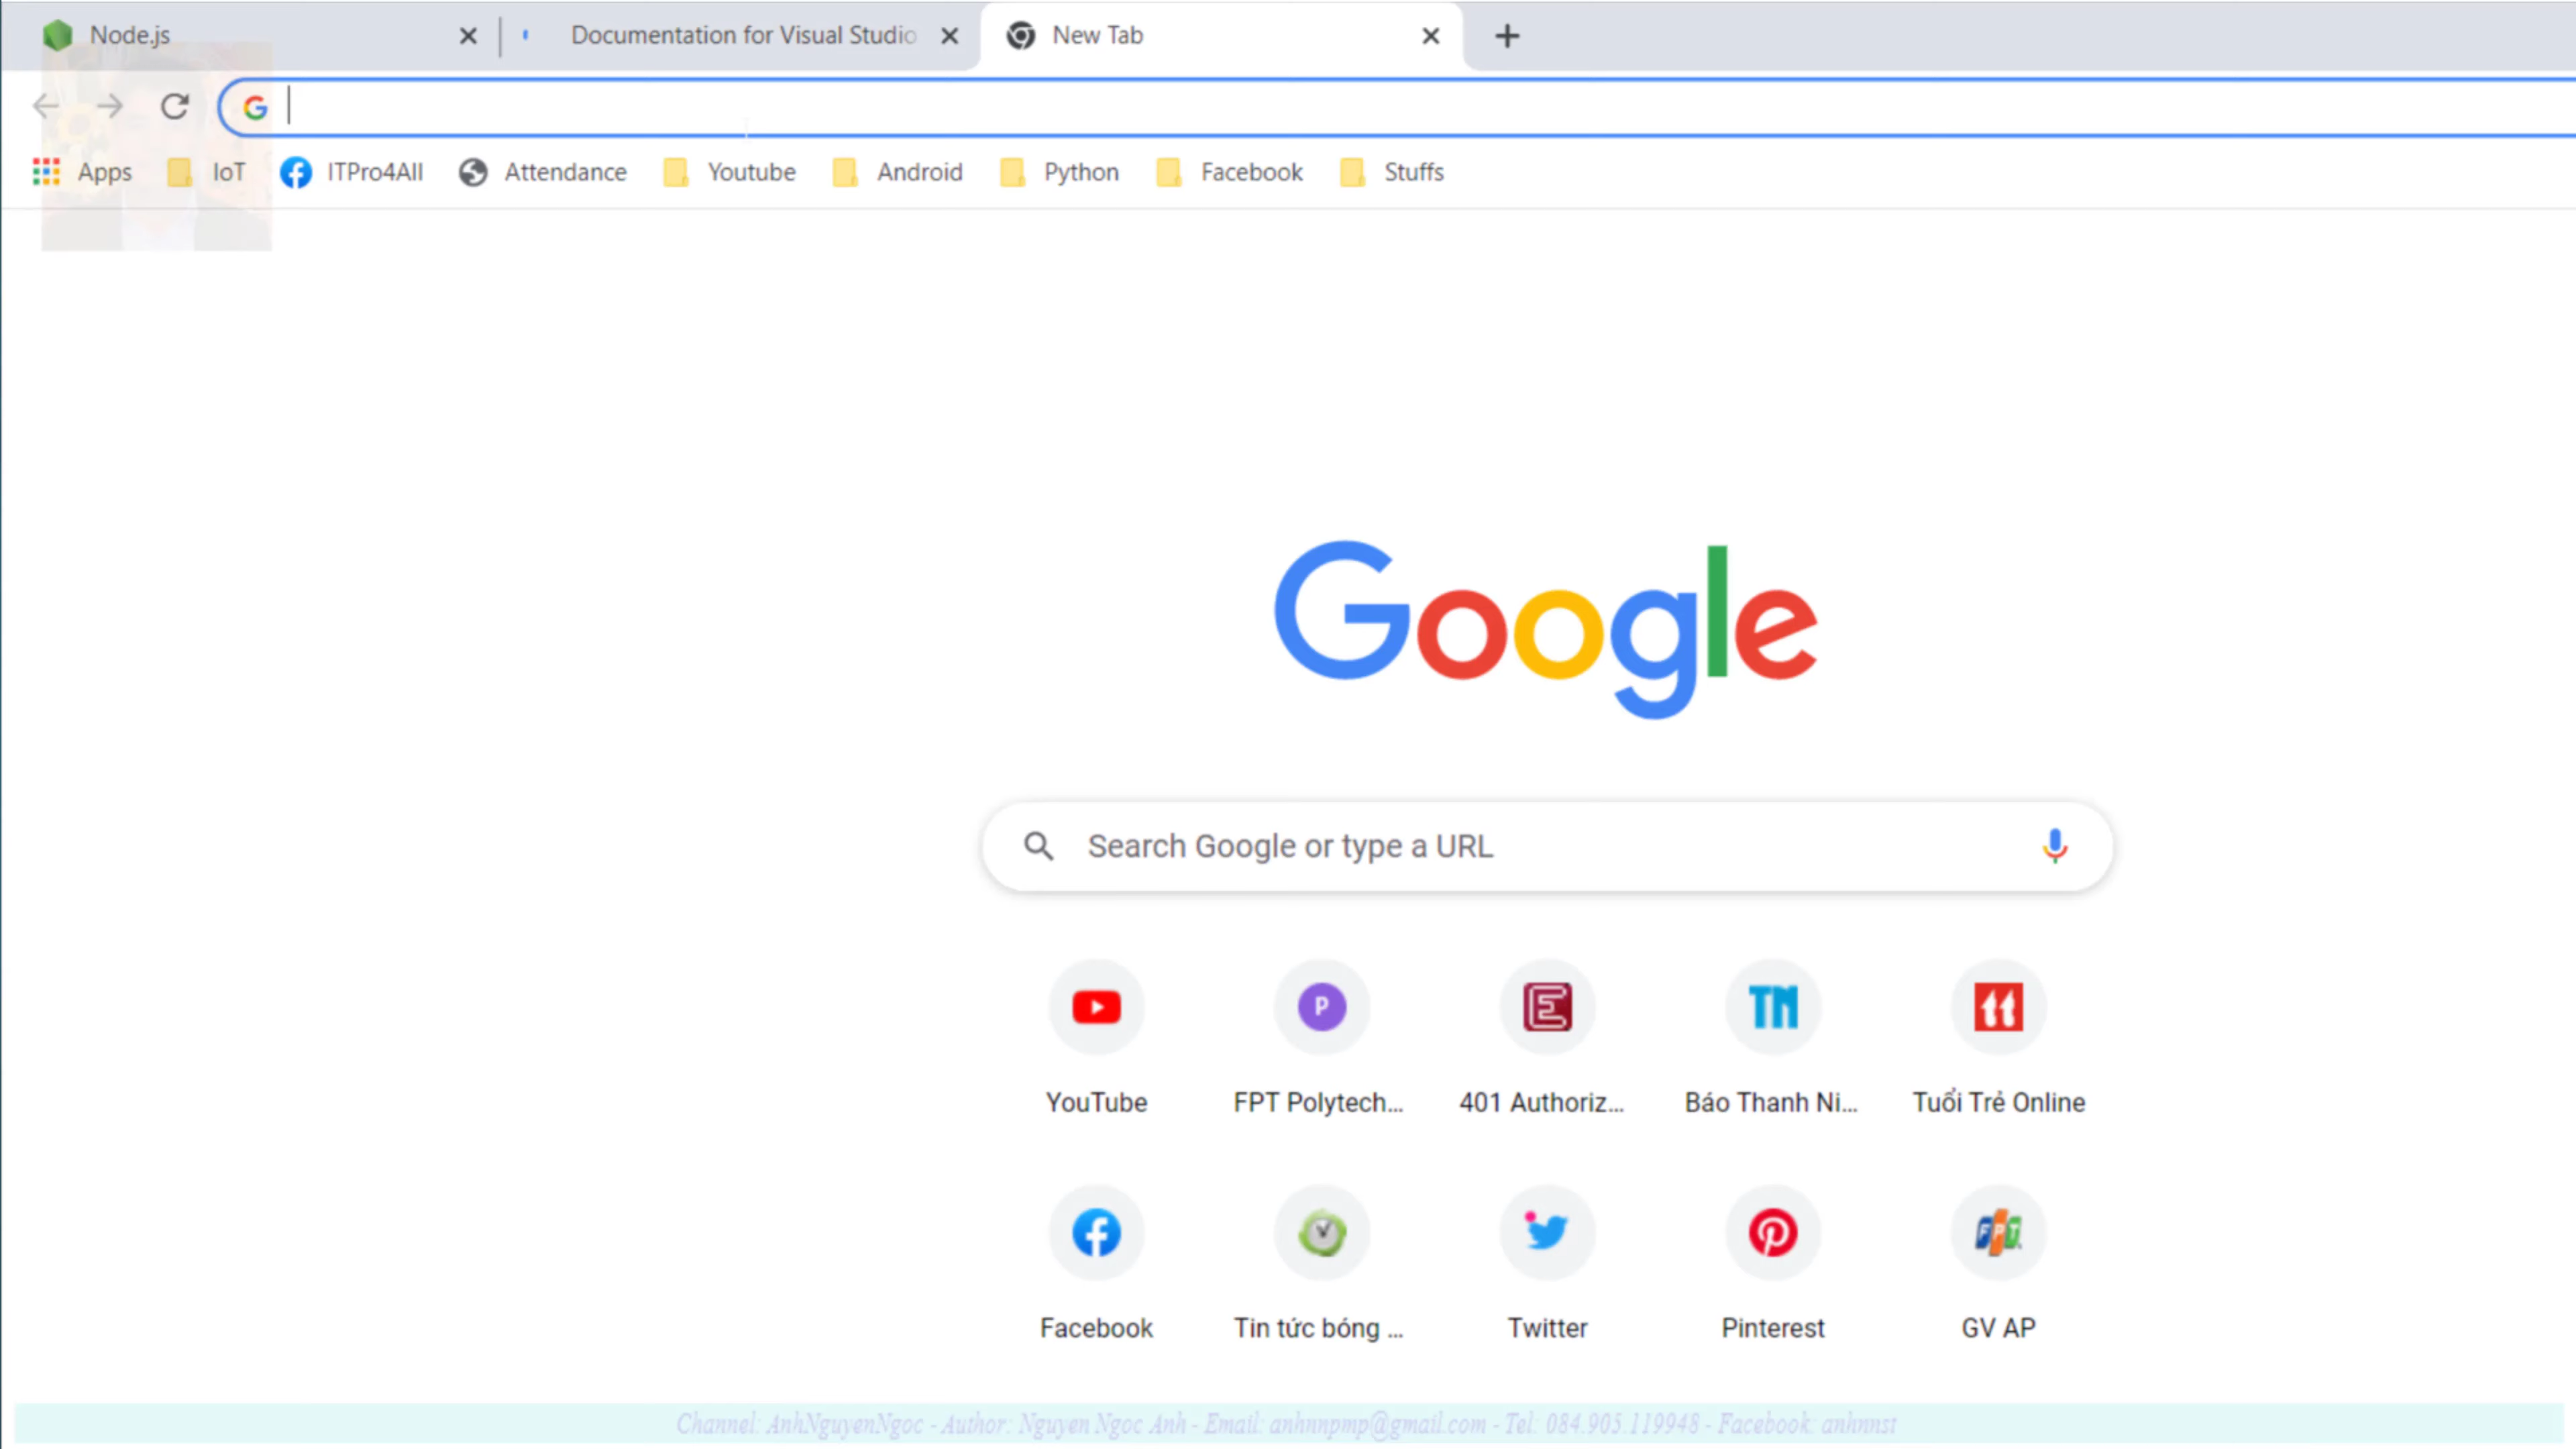 Node.js
Documentation for Visual Studio
New Tab
Apps
IoT
ITPro4All
Attendance
Youtube
Android
Python
Facebook
Stuffs
Google
Search Google or type a URL
YouTube
FPT Polytech...
401 Authoriz...
Báo Thanh Ni...
Tuổi Trẻ Online
Facebook
Tin tức bóng ...
Twitter
Pinterest
GV AP
Channel: AnhNguyenNgoc - Author: Nguyen Ngoc Anh - Email: anhnnpmp@gmail.com - Tel: 084.905.119948 - Facebook: anhnnst